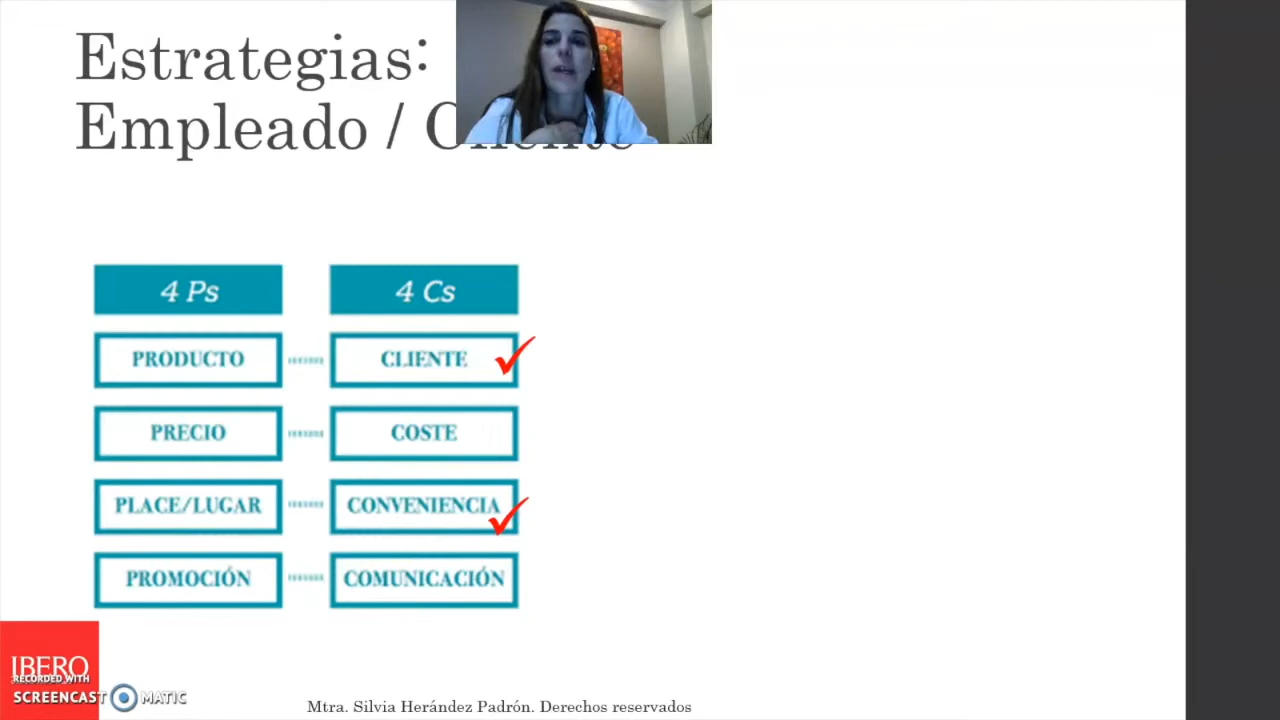 Estrategias:
Empleado /
4 Ps
4 Cs
PRODUCTO
CLIENTE
PRECIO
COSTE
PLACE/LUGAR
CONVENIENCIA
PROMOCIÓN
COMUNICACIÓN
IBERO
RECORDED WITH
SCREENCAST MATIC
Mtra. Silvia Herández Padrón. Derechos reservados